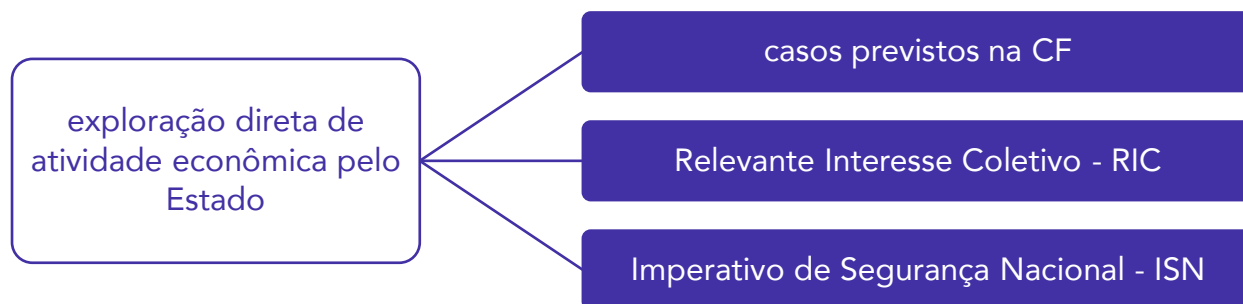 exploração direta de
atividade econômica pelo
Estado
casos previstos na CF
Relevante Interesse Coletivo - RIC
Imperativo de Segurança Nacional - ISN